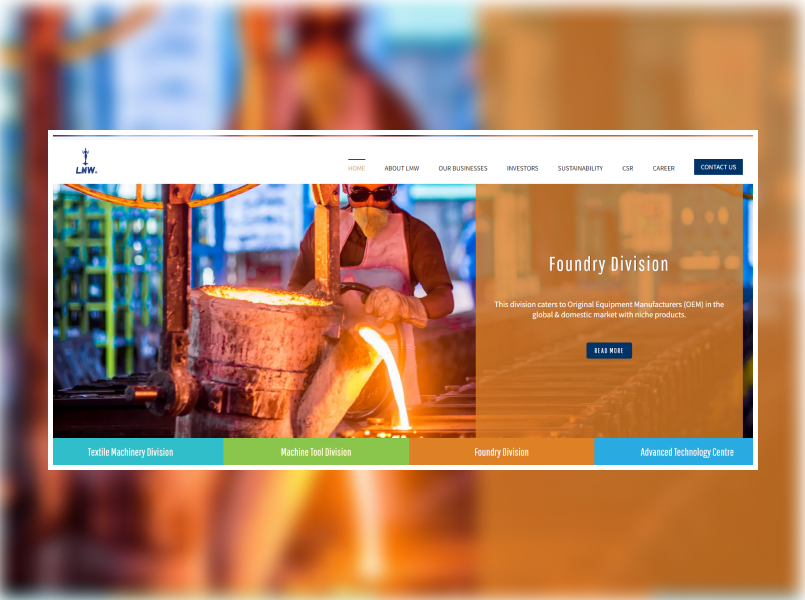 LMW
HOME ABOUT LMW OUR BUSINESSES INVESTORS SUSTAINABILITY CSR CAREER CONTACT US
Foundry Division
This division caters to Original Equipment Manufacturers (OEM) in the
global & domestic market with niche products.
READ MORE
Textile Machinery Division Machine Tool Division Foundry Division Advanced Technology Centre